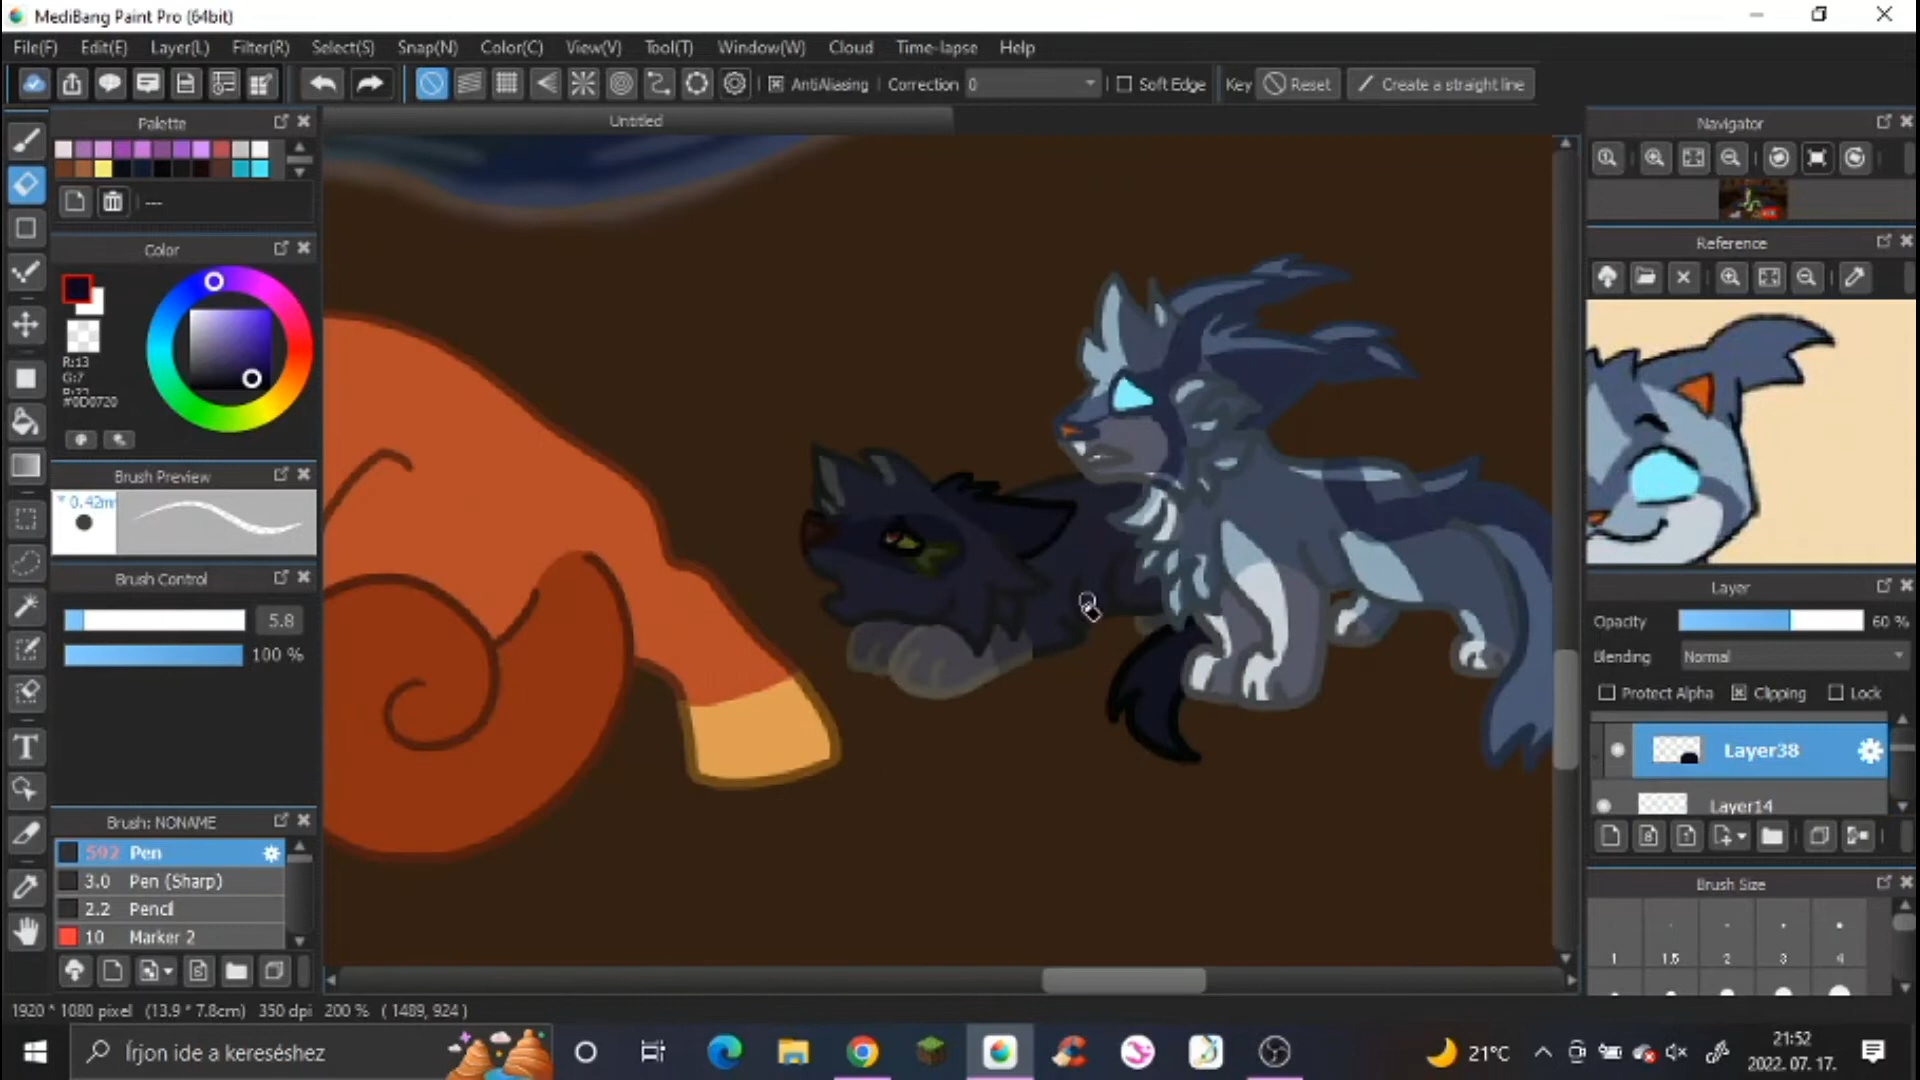 MediBang Paint Pro (64bit)
File(F) Edit(E) Layer(L) Filter(R) Select(S) Snap(N) Color(C) View(V) Tool(T) Window(W) Cloud Time-lapse Help
AntiAliasing Correction 0 Soft Edge Key Reset Create a straight line
Palette
Untitled
Navigator
---
Color
Reference
R:13
G:7
#0D0720
Brush Preview
0.42m
Brush Control
5.8
100 %
Layer
Opacity 60 %
Blending Normal
Protect Alpha Clipping Lock
Layer38
Layer14
Brush: NONAME
592 Pen
3.0 Pen (Sharp)
2.2 Pencil
10 Marker 2
Brush Size
1 1.5 2 3 4
1920 * 1080 pixel (13.9 * 7.8cm) 350 dpi 200 % ( 1489, 924 )
Írjon ide a kereséshez
T
21°C
21:52
2022. 07. 17.